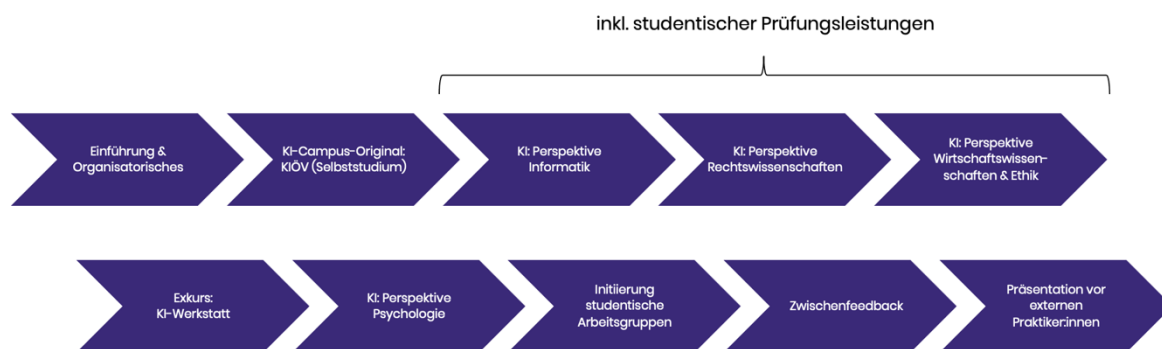 inkl. studentischer Prüfungsleistungen
Einführung &
Organisatorisches
KI-Campus-Original:
KIÖV (Selbststudium)
KI: Perspektive
Informatik
KI: Perspektive
Rechtswissenschaften
KI: Perspektive
Wirtschaftswissen-
schaften & Ethik
Exkurs:
KI-Werkstatt
KI: Perspektive
Psychologie
Initiierung
studentische
Arbeitsgruppen
Zwischenfeedback
Präsentation vor
externen
Praktiker:innen